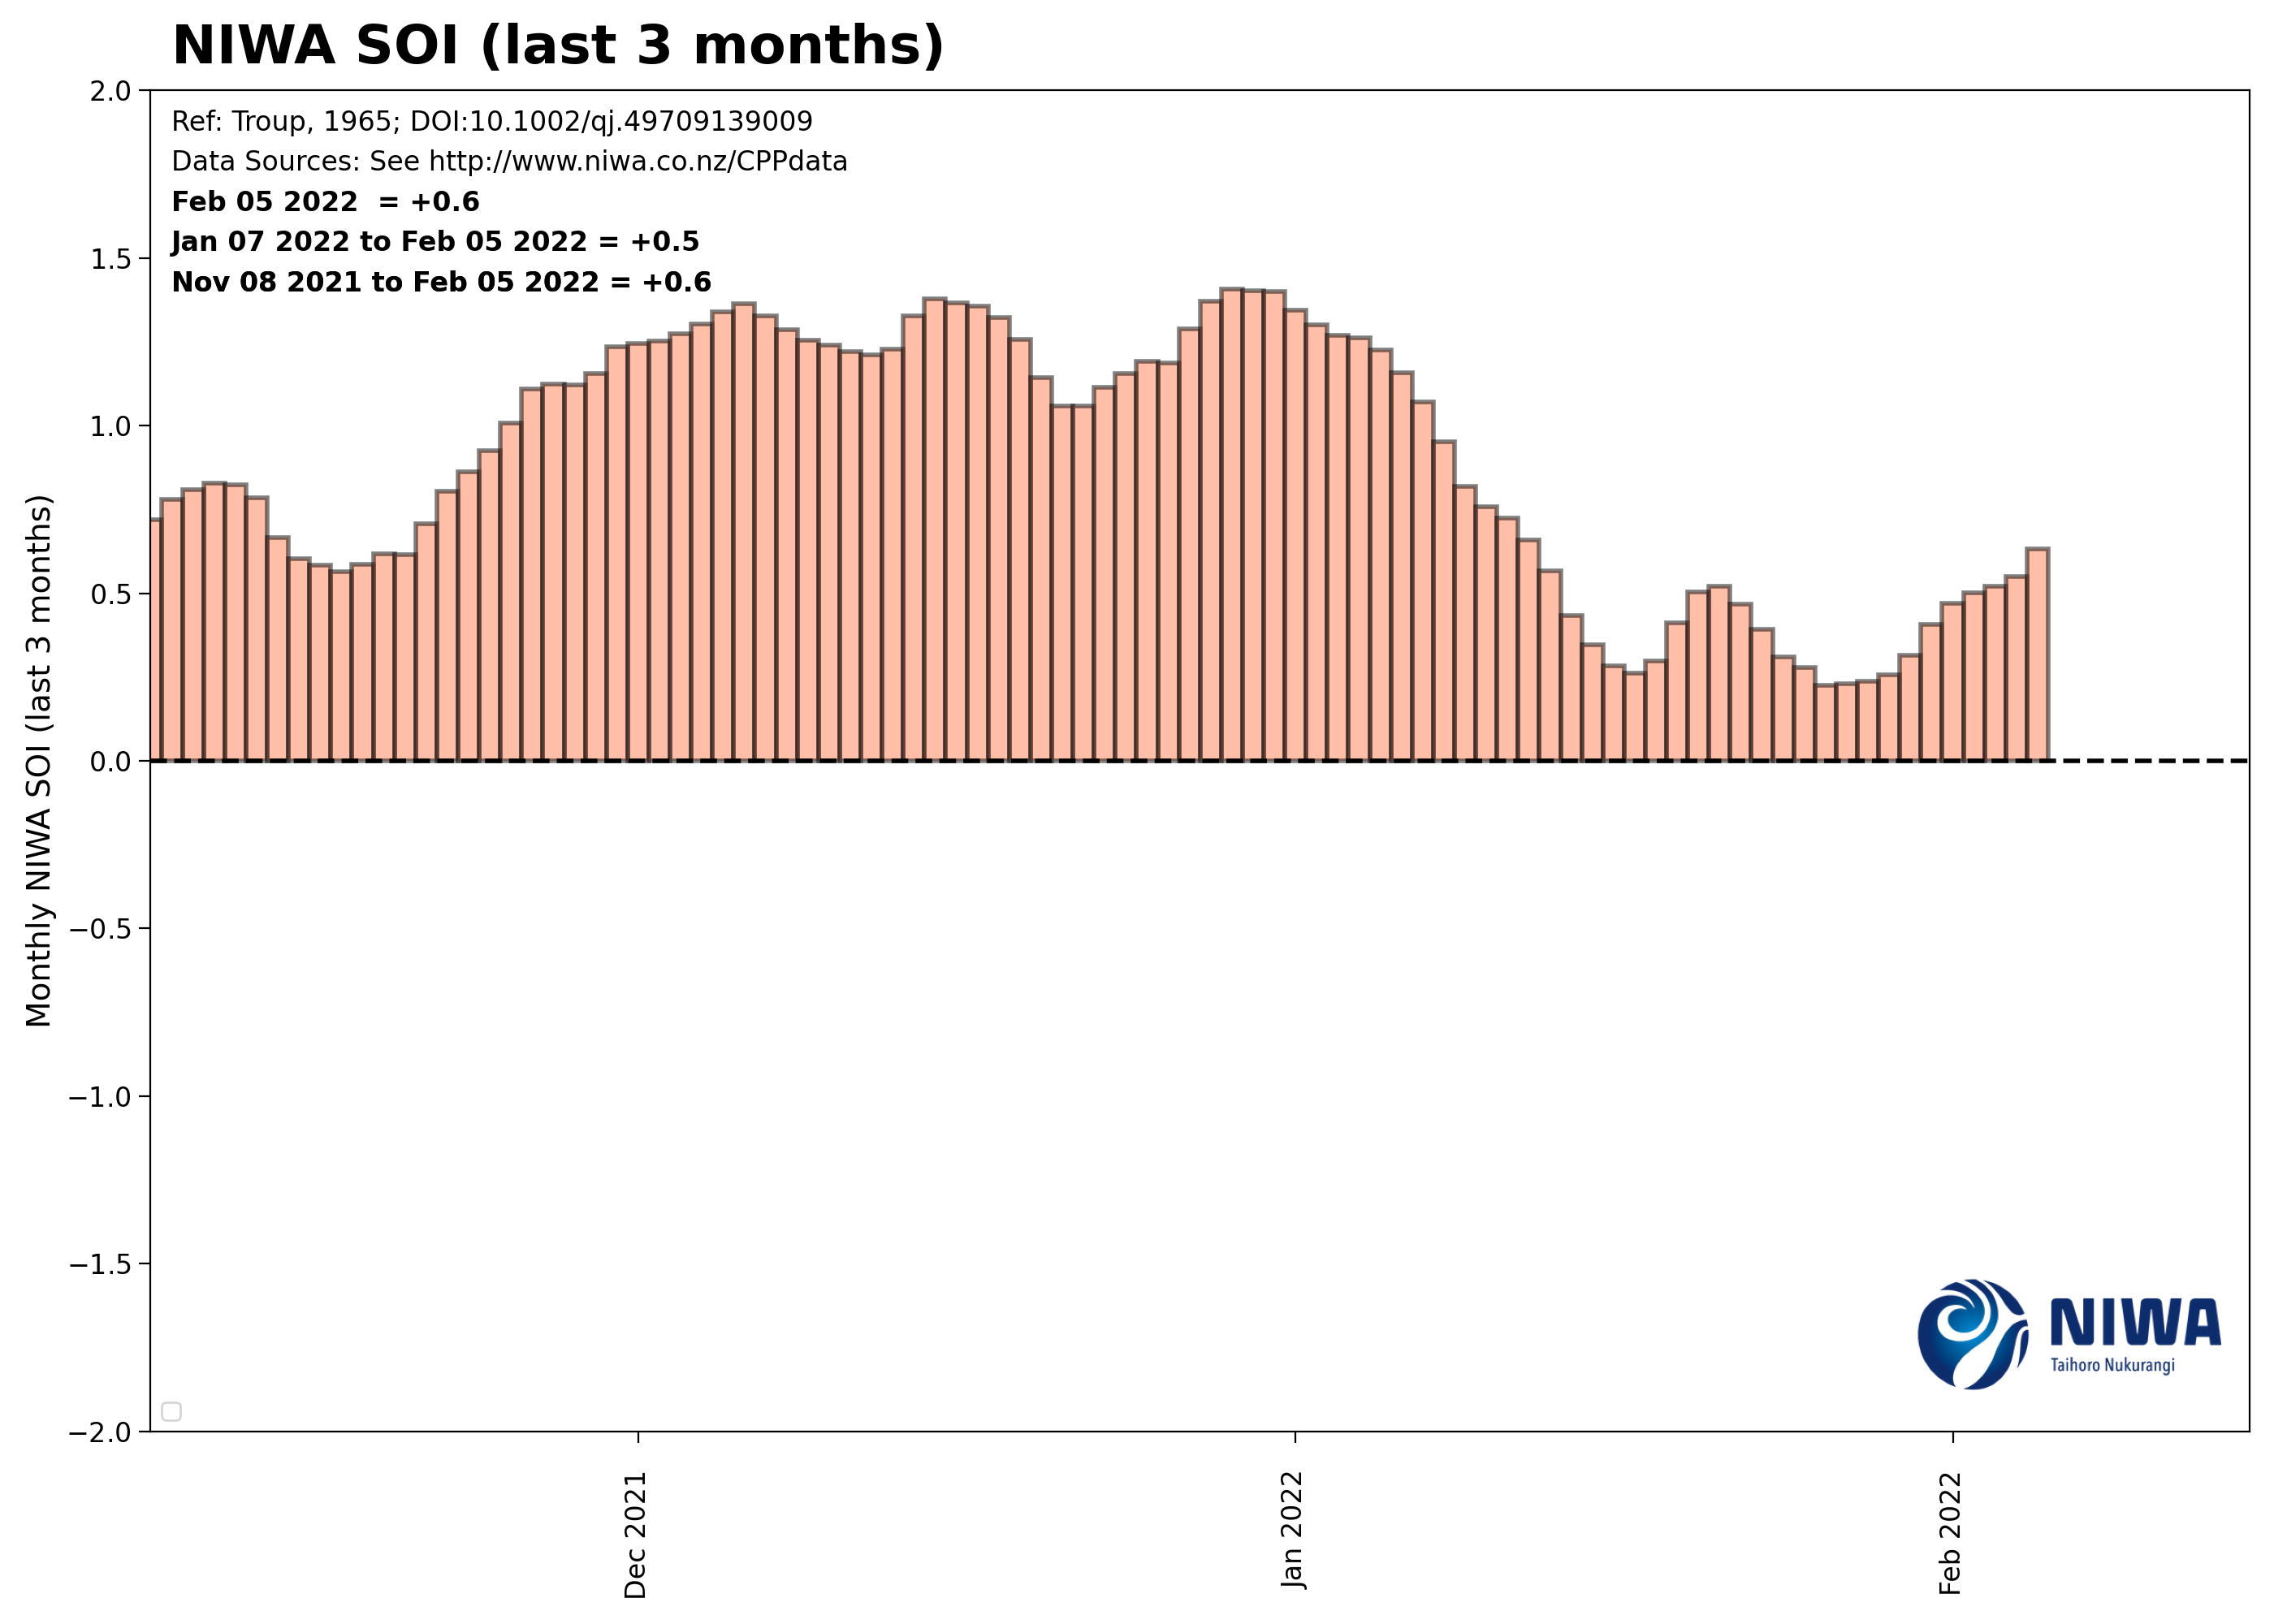 NIWA SOI (last 3 months)
Ref: Troup, 1965; DOI:10.1002/qj.49709139009
Data Sources: See http://www.niwa.co.nz/CPPdata
Feb 05 2022  = +0.6
Jan 07 2022 to Feb 05 2022 = +0.5
Nov 08 2021 to Feb 05 2022 = +0.6
Monthly NIWA SOI (last 3 months)
2.0
1.5
1.0
0.5
0.0
−0.5
−1.0
−1.5
−2.0
Dec 2021
Jan 2022
Feb 2022
NIWA
Taihoro Nukurangi